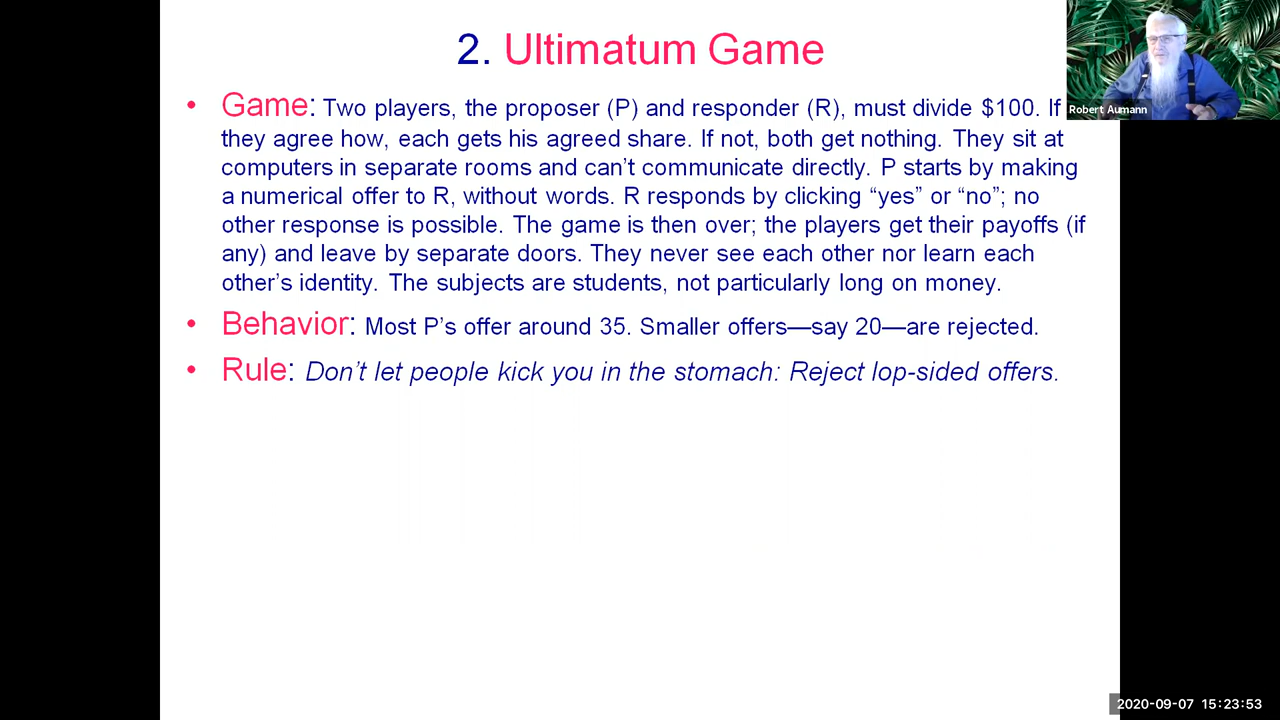 2. Ultimatum Game
• Game: Two players, the proposer (P) and responder (R), must divide $100. If
they agree how, each gets his agreed share. If not, both get nothing. They sit at
computers in separate rooms and can’t communicate directly. P starts by making
a numerical offer to R, without words. R responds by clicking “yes” or “no”; no
other response is possible. The game is then over; the players get their payoffs (if
any) and leave by separate doors. They never see each other nor learn each
other’s identity. The subjects are students, not particularly long on money.
• Behavior: Most P’s offer around 35. Smaller offers—say 20—are rejected.
• Rule: Don’t let people kick you in the stomach: Reject lop-sided offers.
Robert Aumann
2020-09-07 15:23:53